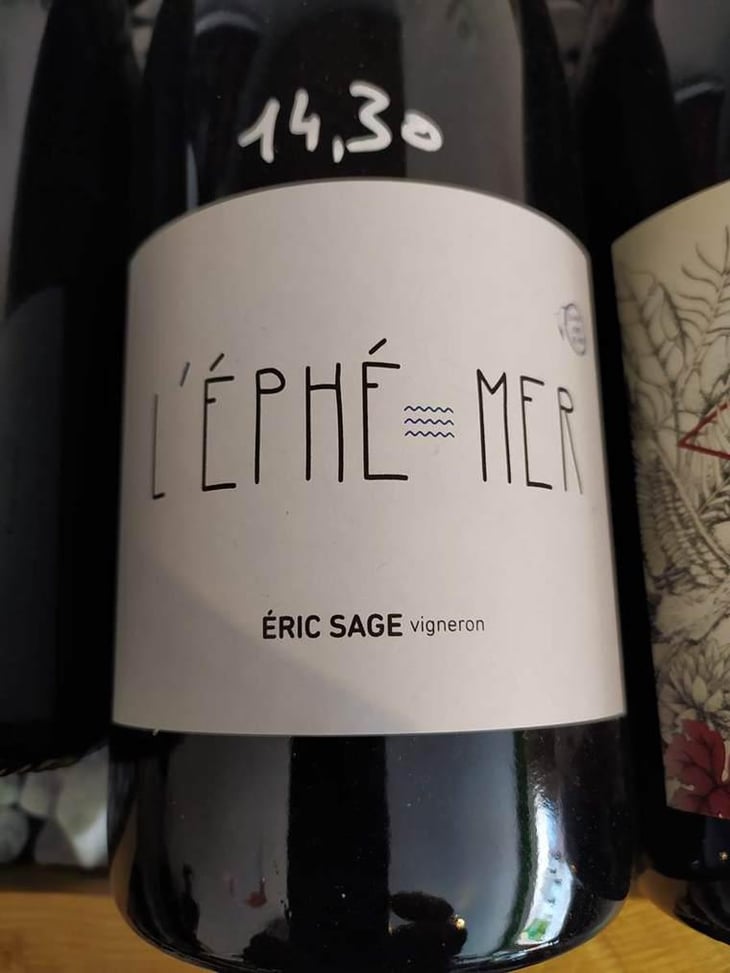 14,30
L'ÉPHÉ MER
ÉRIC SAGE vigneron